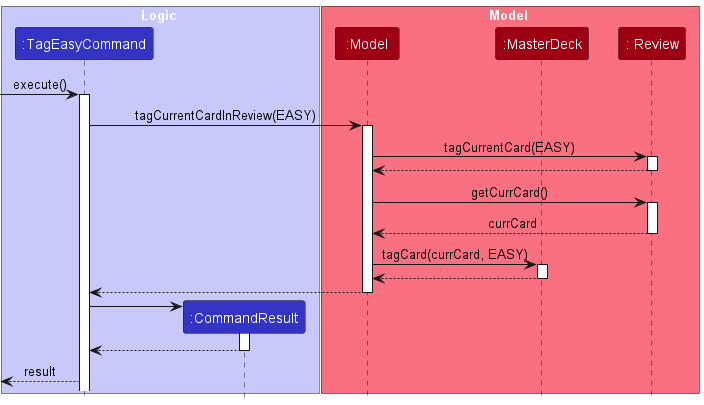 Logic
Model
:TagEasyCommand
:Model
:MasterDeck
: Review
execute()
tagCurrentCardInReview(EASY)
tagCurrentCard(EASY)
getCurrCard()
currCard
tagCard(currCard, EASY)
:CommandResult
result